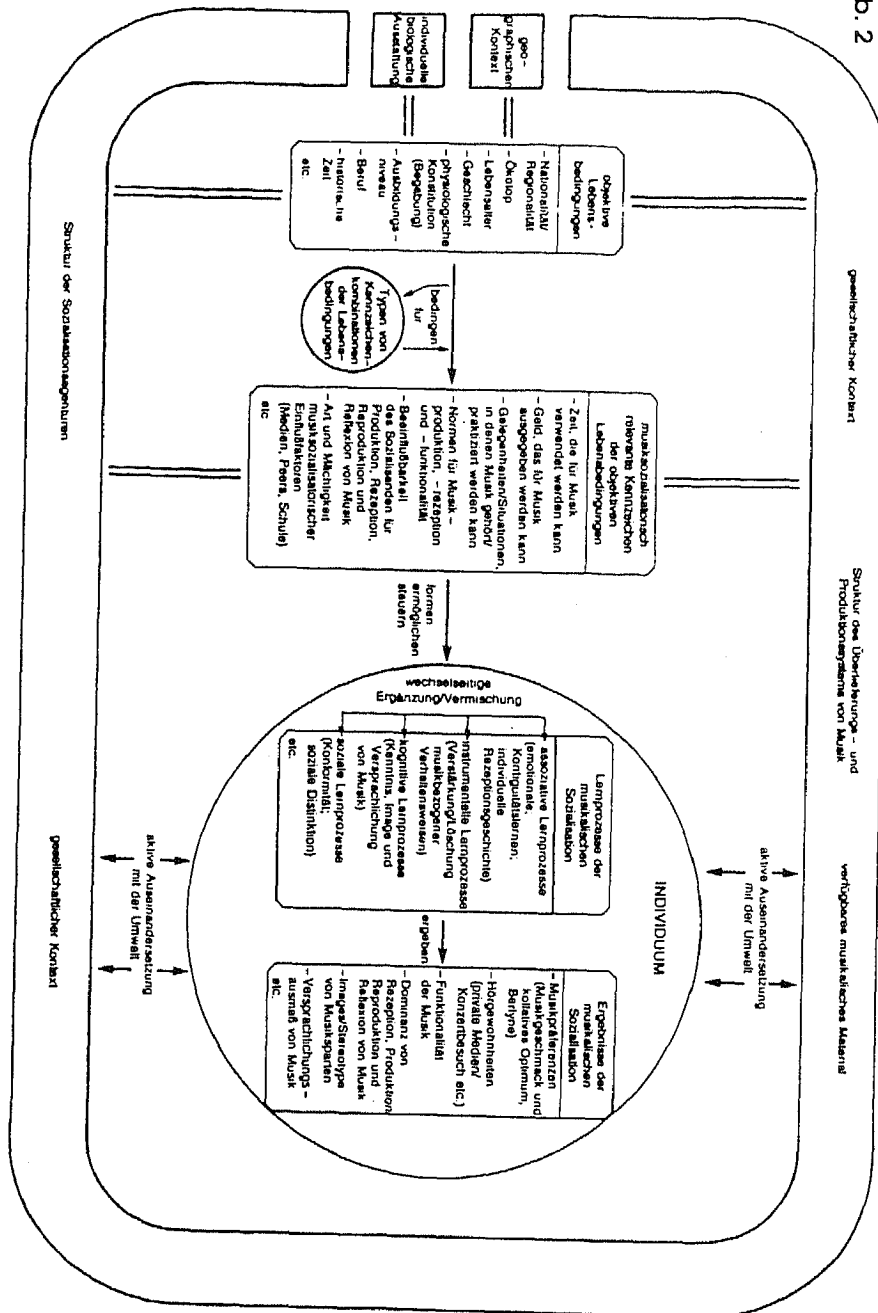 b. 2
gesellschaftlicher Kontext
Struktur des Überlieferungs- und
Produktionssystems von Musik
verfügbares musikalisches Material
geo-
graphischer
Kontext
individuelle
biologische
Ausstattung
objektive
Lebens-
bedingungen
- Nationalität/
Regionalität
- Ökotop
- Lebensalter
- Geschlecht
- physiologische
Konstitution
(Begabung)
- Ausbildungs-
niveau
- Beruf
- historische
Zeit
etc.
bedingen
für
Typen von
Kennzeichen-
kombinationen
der Lebens-
bedingungen
musiksozialisatorisch
relevante Kennzeichen
der objektiven
Lebensbedingungen
- Zeit, die für Musik
verwendet werden kann
- Geld, das für Musik
ausgegeben werden kann
- Gelegenheiten/Situationen,
in denen Musik gehört/
praktiziert werden kann
- Normen für Musik-
produktion, -rezeption
und -funktionalität
- Beeinflußbarkeit
des Sozialisanden für
Produktion, Rezeption,
Reproduktion und
Reflexion von Musik
- Art und Mächtigkeit
musiksozialisatorischer
Einflußfaktoren
(Medien, Peers, Schule)
etc
formen
ermöglichen
steuern
aktive Auseinandersetzung
mit der Umwelt
INDIVIDUUM
wechselseitige
Ergänzung/Vermischung
Lernprozesse der
musikalischen
Sozialisation
assoziative Lernprozesse
(emotionale;
Kontiguitätslernen;
individuelle
Rezeptionsgeschichte)
instrumentelle Lernprozesse
(Verstärkung/Löschung
musikbezogener
Verhaltensweisen)
kognitive Lernprozesse
(Kenntnis, Image und
Versprachlichung
von Musik)
soziale Lernprozesse
(Konformität;
soziale Distinktion)
etc.
ergeben
Ergebnisse der
musikalischen
Sozialisation
- Musikpräferenzen
(Musikgeschmack und
kollatives Optimum,
Berlyne)
- Hörgewohnheiten
(private Medien/
Konzertbesuch etc.)
- Funktionalität
der Musik
- Dominanz von
Rezeption, Produktion/
Reproduktion und
Reflexion von Musik
- Images/Stereotype
von Musiksparten
- Versprachlichungs-
ausmaß von Musik
etc.
aktive Auseinandersetzung
mit der Umwelt
Struktur der Sozialisationsagenturen
gesellschaftlicher Kontext